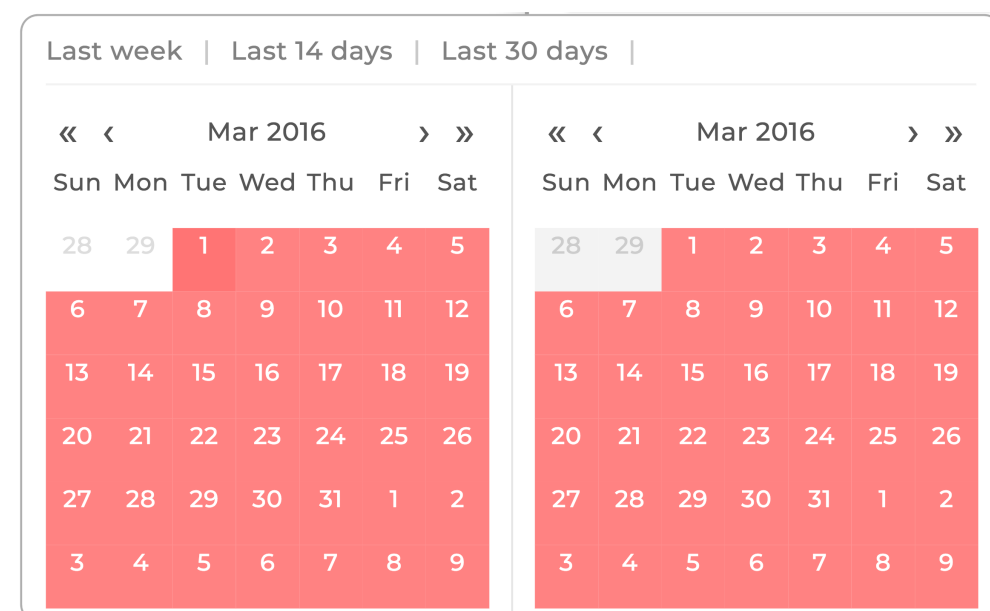 Last week | Last 14 days | Last 30 days |
« ‹ Mar 2016 › »
Sun Mon Tue Wed Thu Fri Sat
28 29 1 2 3 4 5
6 7 8 9 10 11 12
13 14 15 16 17 18 19
20 21 22 23 24 25 26
27 28 29 30 31 1 2
3 4 5 6 7 8 9
« ‹ Mar 2016 › »
Sun Mon Tue Wed Thu Fri Sat
28 29 1 2 3 4 5
6 7 8 9 10 11 12
13 14 15 16 17 18 19
20 21 22 23 24 25 26
27 28 29 30 31 1 2
3 4 5 6 7 8 9